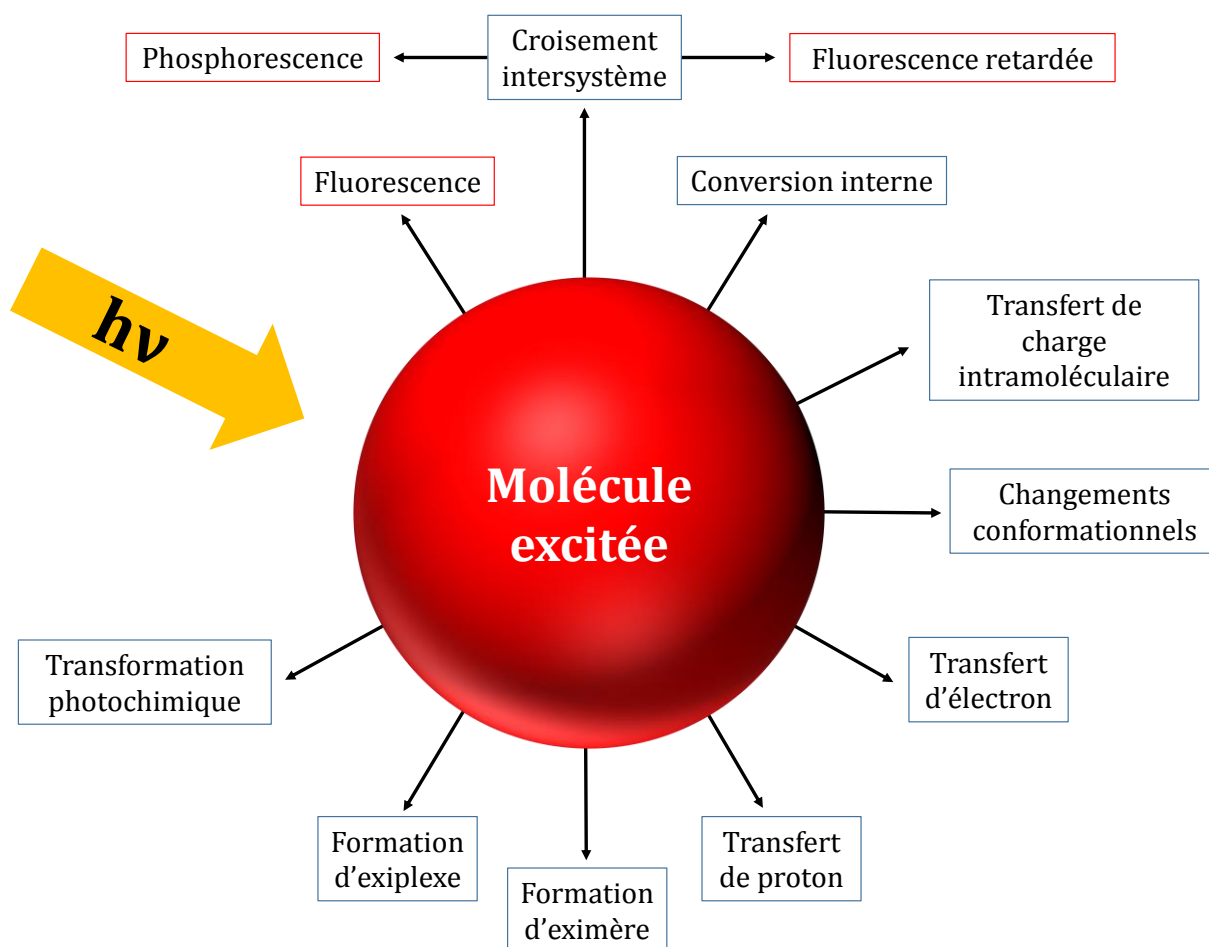 Phosphorescence
Croisement
intersystème
Fluorescence retardée
Fluorescence
Conversion interne
hν
Transfert de
charge
intramoléculaire
Molécule
excitée
Changements
conformationnels
Transformation
photochimique
Transfert
d’électron
Formation
d’exiplexe
Formation
d’eximère
Transfert
de proton